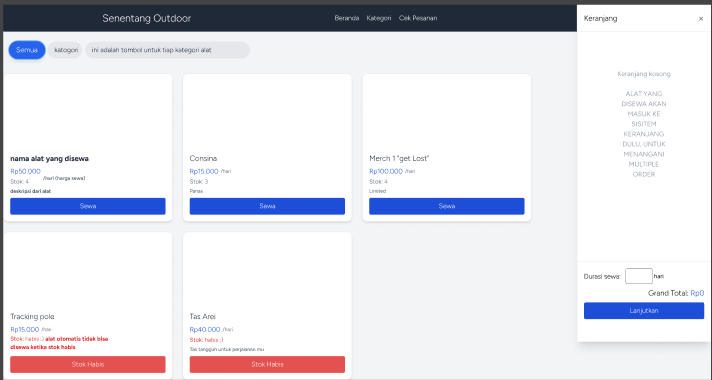 Senentang Outdoor
Beranda Kategori Cek Pesanan
Keranjang ×
Semua katogori ini adalah tombol untuk tiap kategori alat
Keranjang kosong
ALAT YANG
DISEWA AKAN
MASUK KE
SISITEM
KERANJANG
DULU, UNTUK
MENANGANI
MULTIPLE
ORDER
nama alat yang disewa
Rp50.000 /hari (harga sewa)
Stok: 4
deskripsi dari alat
Sewa
Consina
Rp15.000 /hari
Stok: 3
Panas
Sewa
Merch 1 "get Lost"
Rp100.000 /hari
Stok: 4
Limited
Sewa
Tracking pole
Rp15.000 /hari
Stok: habis :) alat otomatis tidak bisa
disewa ketika stok habis
Stok Habis
Tas Arei
Rp40.000 /hari
Stok: habis :)
Tas tangguh untuk perjalanan mu
Stok Habis
Durasi sewa: hari
Grand Total: Rp0
Lanjutkan